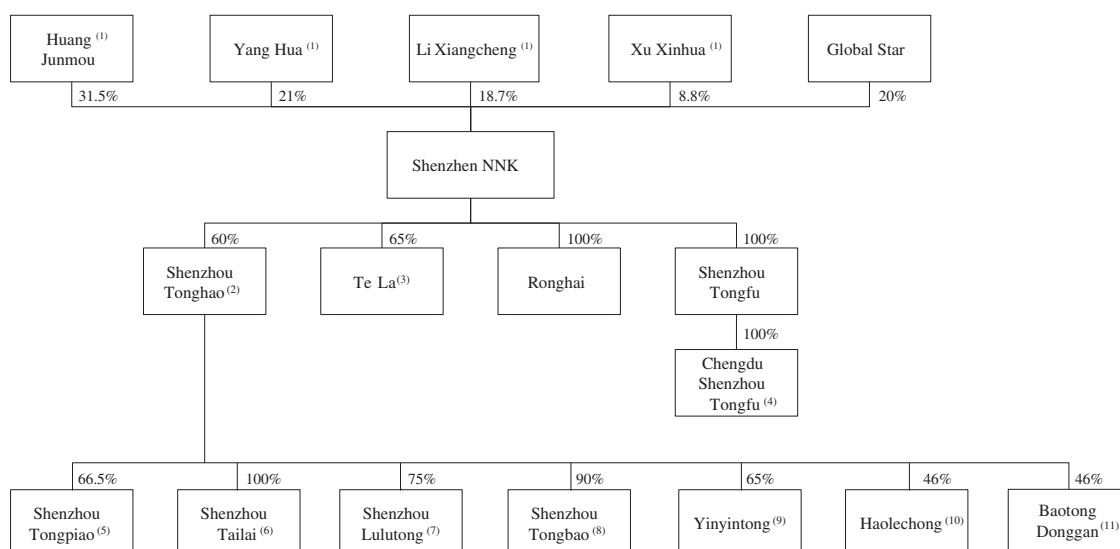 Huang (1)
Junmou
Yang Hua (1)
Li Xiangcheng (1)
Xu Xinhua (1)
Global Star
31.5%
21%
18.7%
8.8%
20%
Shenzhen NNK
60%
65%
100%
100%
Shenzhou
Tonghao (2)
Te La (3)
Ronghai
Shenzhou
Tongfu
100%
Chengdu
Shenzhou
Tongfu (4)
66.5%
100%
75%
90%
65%
46%
46%
Shenzhou
Tongpiao (5)
Shenzhou
Tailai (6)
Shenzhou
Lulutong (7)
Shenzhou
Tongbao (8)
Yinyintong (9)
Haolechong (10)
Baotong
Donggan (11)